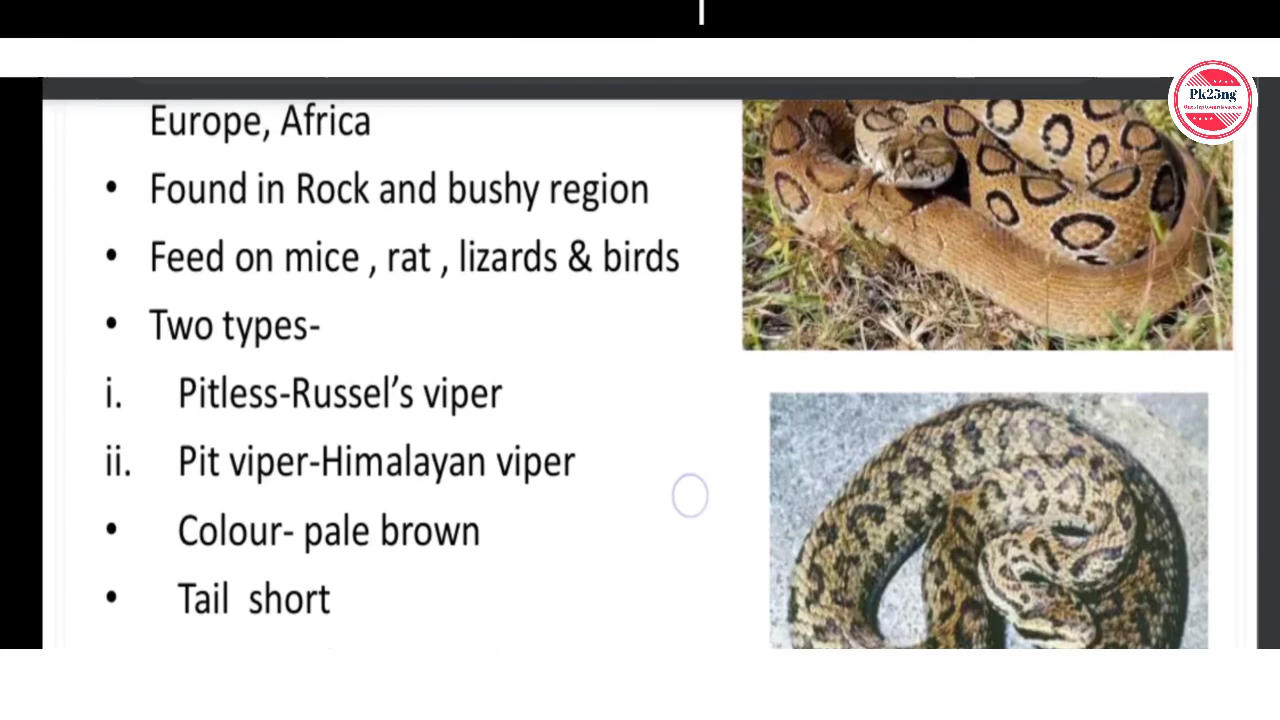 Pk25ng
Europe, Africa
• Found in Rock and bushy region
• Feed on mice , rat , lizards & birds
• Two types-
i. Pitless-Russel’s viper
ii. Pit viper-Himalayan viper
• Colour- pale brown
• Tail short